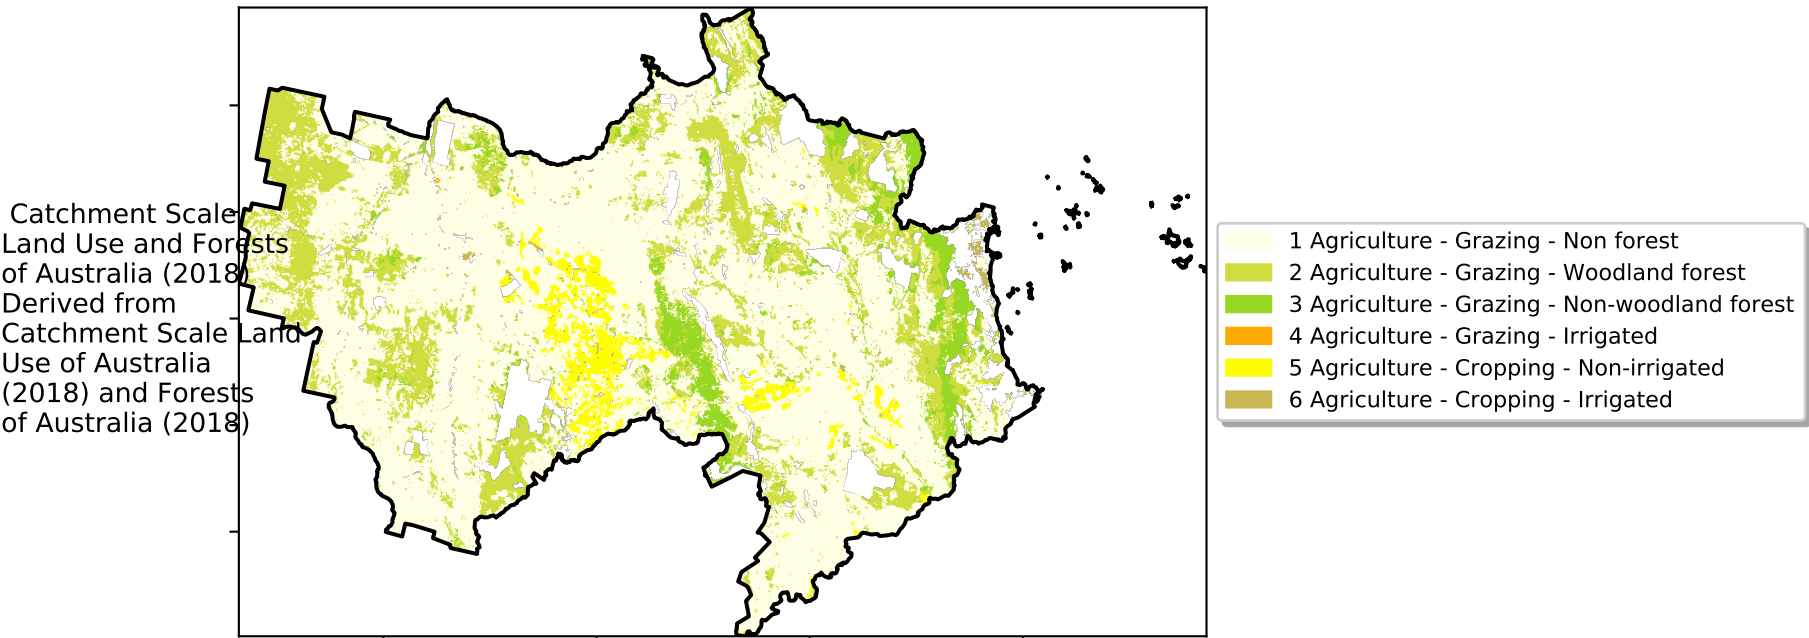 Catchment Scale
Land Use and Forests
of Australia (2018)
Derived from
Catchment Scale Land
Use of Australia
(2018) and Forests
of Australia (2018)
1 Agriculture - Grazing - Non forest
2 Agriculture - Grazing - Woodland forest
3 Agriculture - Grazing - Non-woodland forest
4 Agriculture - Grazing - Irrigated
5 Agriculture - Cropping - Non-irrigated
6 Agriculture - Cropping - Irrigated